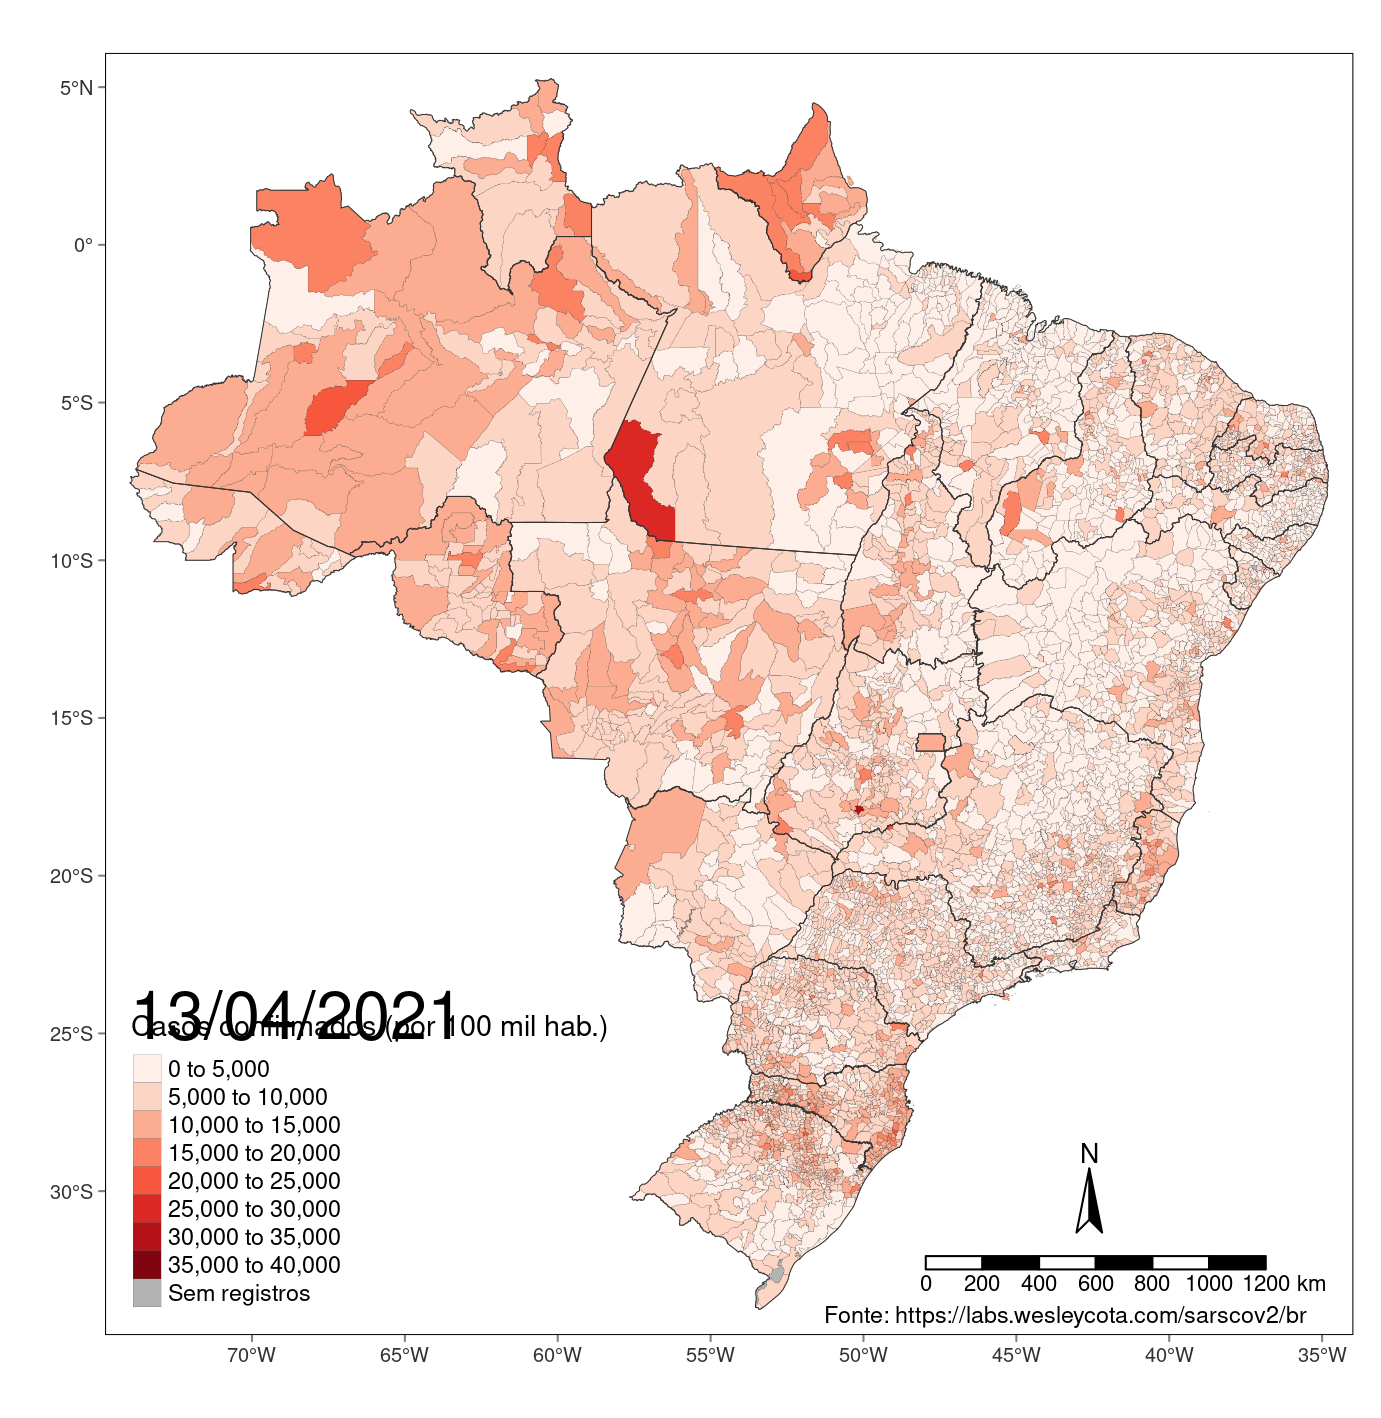 5°N
0°
5°S
10°S
15°S
20°S
25°S
30°S
13/04/2021
Casos confirmados (por 100 mil hab.)
0 to 5,000
5,000 to 10,000
10,000 to 15,000
15,000 to 20,000
20,000 to 25,000
25,000 to 30,000
30,000 to 35,000
35,000 to 40,000
Sem registros
N
0 200 400 600 800 1000 1200 km
Fonte: https://labs.wesleycota.com/sarscov2/br
70°W 65°W 60°W 55°W 50°W 45°W 40°W 35°W